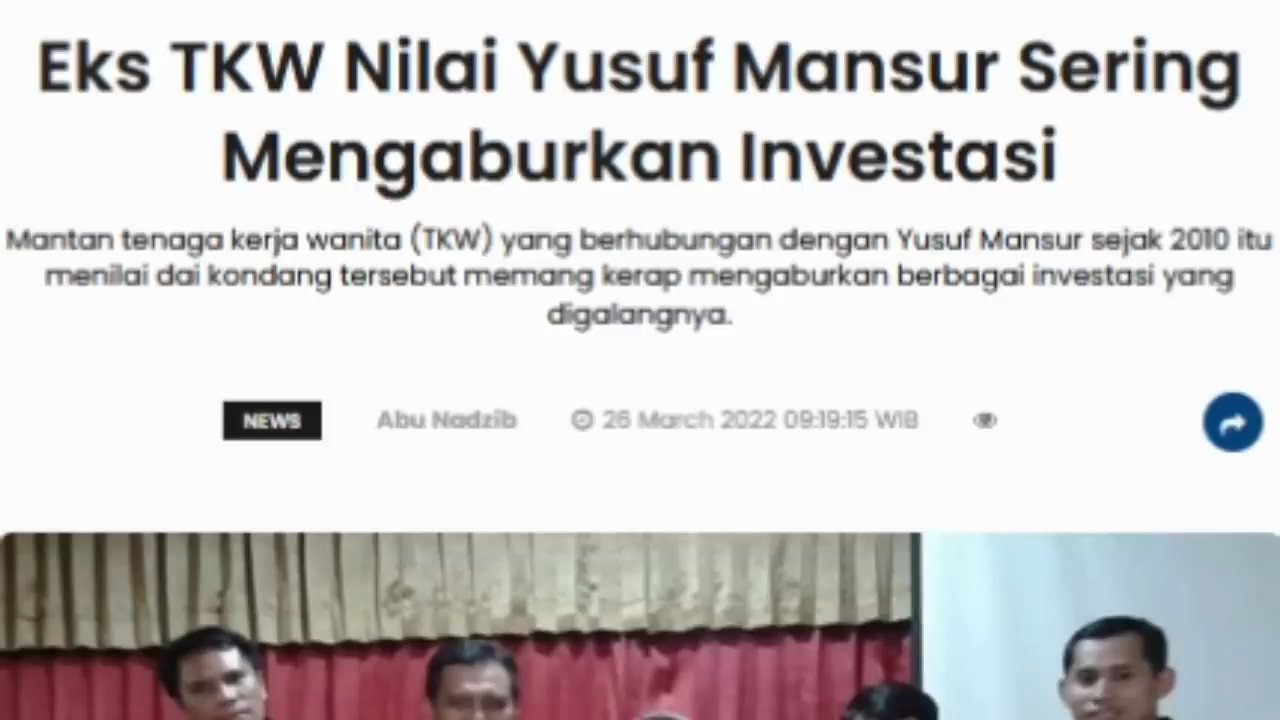 Eks TKW Nilai Yusuf Mansur Sering
Mengaburkan Investasi
Mantan tenaga kerja wanita (TKW) yang berhubungan dengan Yusuf Mansur sejak 2010 itu
menilai dai kondang tersebut memang kerap mengaburkan berbagai investasi yang
digalangnya.
NEWS Abu Nadzib 26 March 2022 09:19:15 WIB